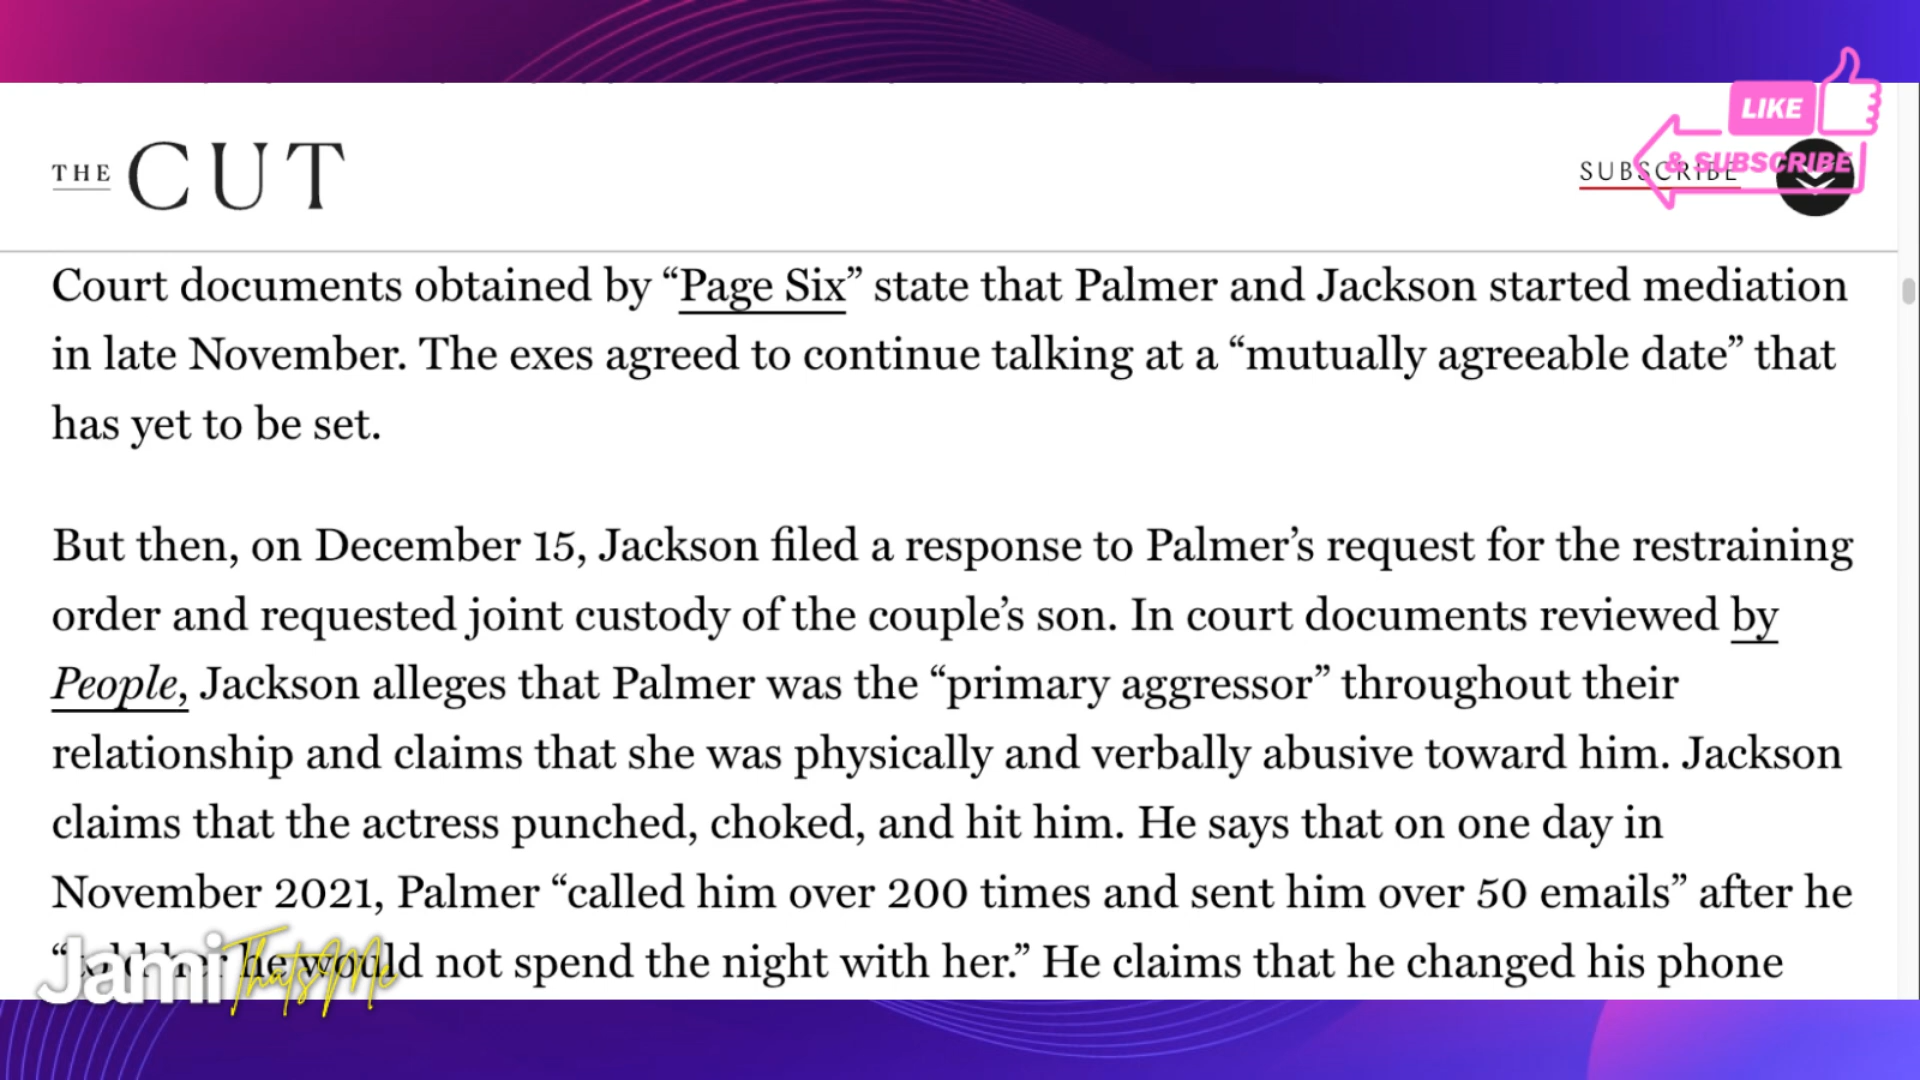 LIKE
& SUBSCRIBE
THE CUT
SUBSCRIBE
Court documents obtained by “Page Six” state that Palmer and Jackson started mediation
in late November. The exes agreed to continue talking at a “mutually agreeable date” that
has yet to be set.
But then, on December 15, Jackson filed a response to Palmer’s request for the restraining
order and requested joint custody of the couple’s son. In court documents reviewed by
People, Jackson alleges that Palmer was the “primary aggressor” throughout their
relationship and claims that she was physically and verbally abusive toward him. Jackson
claims that the actress punched, choked, and hit him. He says that on one day in
November 2021, Palmer “called him over 200 times and sent him over 50 emails” after he
“told her he would not spend the night with her.” He claims that he changed his phone
Jami ThatsMe